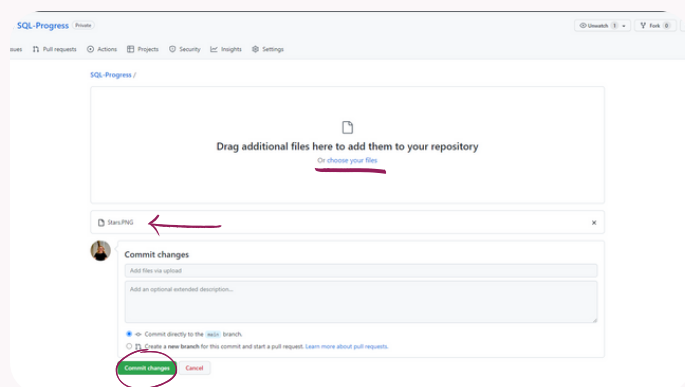 SQL-Progress Private
Unwatch 1 Fork 0
sues Pull requests Actions Projects Security Insights Settings
SQL-Progress /
Drag additional files here to add them to your repository
Or choose your files
Stars.PNG
Commit changes
Add files via upload
Add an optional extended description...
Commit directly to the main branch.
Create a new branch for this commit and start a pull request. Learn more about pull requests.
Commit changes Cancel